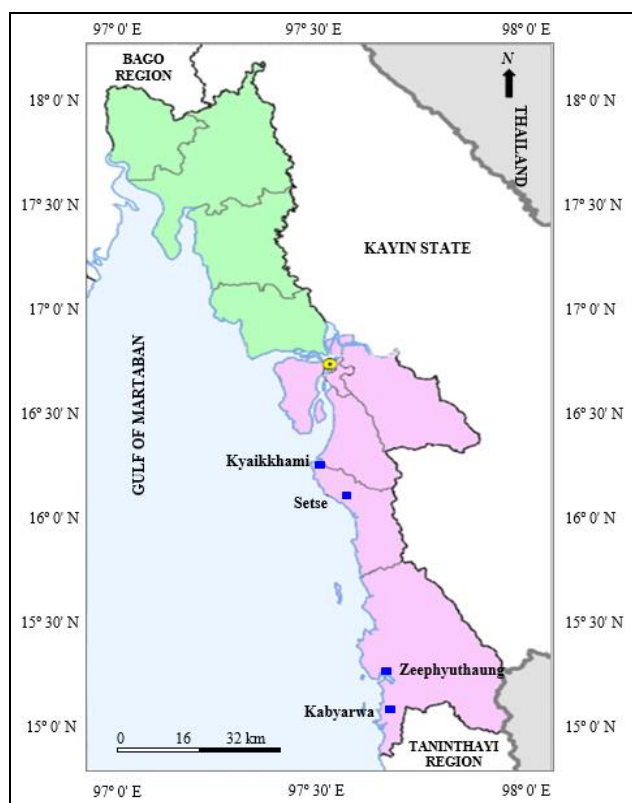 97° 0' E
97° 30' E
98° 0' E
BAGO
REGION
N
18° 0' N
18° 0' N
THAILAND
17° 30' N
17° 30' N
KAYIN STATE
17° 0' N
17° 0' N
GULF OF MARTABAN
16° 30' N
16° 30' N
Kyaikkhami
Setse
16° 0' N
16° 0' N
15° 30' N
15° 30' N
Zeephyuthaung
Kabyarwa
15° 0' N
15° 0' N
0 16 32 km
TANINTHAYI
REGION
97° 0' E
97° 30' E
98° 0' E